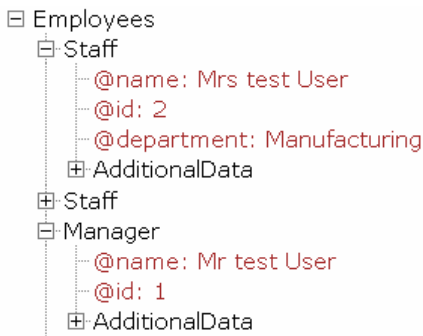 Employees
Staff
@name: Mrs test User
@id: 2
@department: Manufacturing
AdditionalData
Staff
Manager
@name: Mr test User
@id: 1
AdditionalData